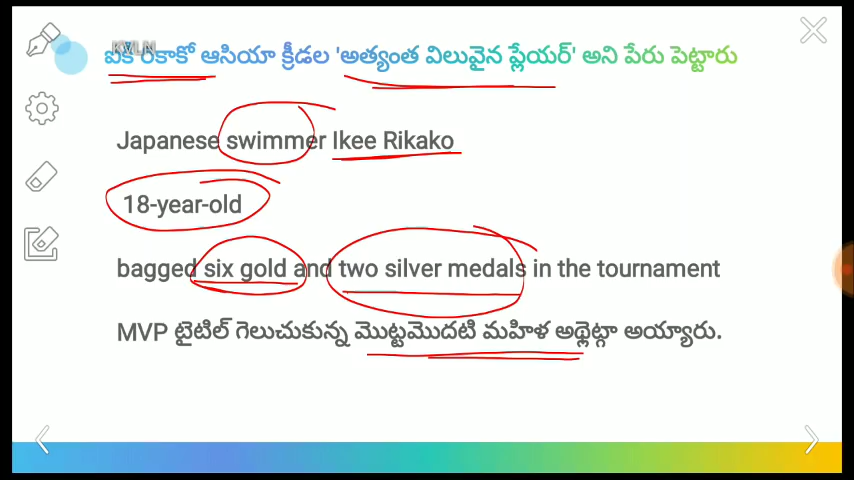 ఐకీ రికాకో ఆసియా క్రీడల 'అత్యంత విలువైన ప్లేయర్' అని పేరు పెట్టారు
Japanese swimmer Ikee Rikako
18-year-old
bagged six gold and two silver medals in the tournament
MVP టైటిల్ గెలుచుకున్న మొట్టమొదటి మహిళ అథ్లెట్గా అయ్యారు.